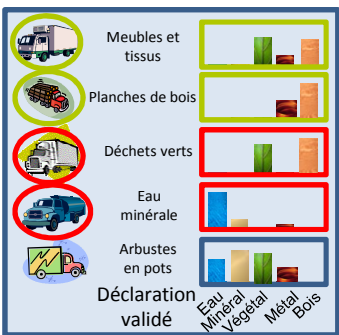 Meubles et
tissus
Planches de bois
Déchets verts
Eau
minérale
Arbustes
en pots
Déclaration
validé
Eau
Minéral
Végétal
Métal
Bois